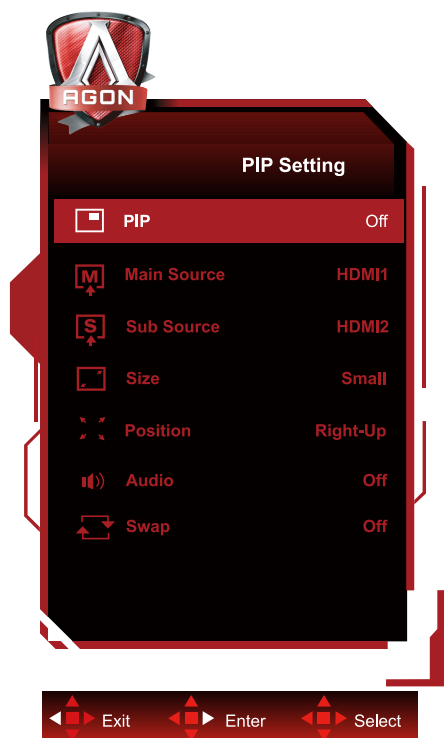 AGON
PIP Setting
PIP Off
M Main Source HDMI1
S Sub Source HDMI2
Size Small
Position Right-Up
Audio Off
Swap Off
Exit Enter Select